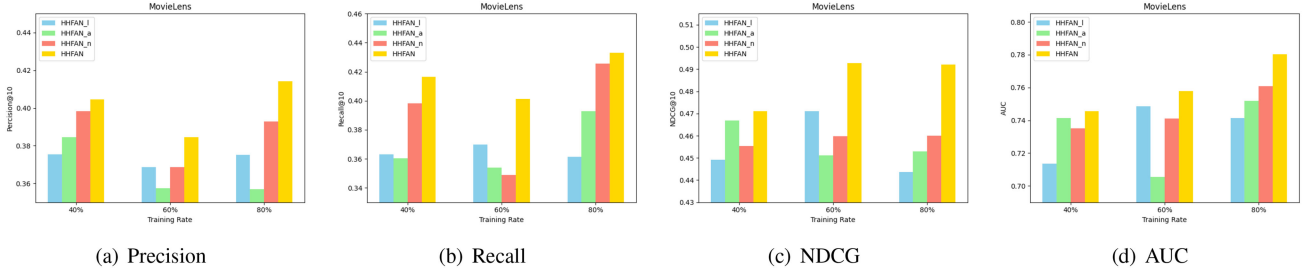 MovieLens
HHFAN_l
HHFAN_a
HHFAN_n
HHFAN
Percision@10
0.44
0.42
0.40
0.38
0.36
40%
60%
80%
Training Rate
(a) Precision
MovieLens
HHFAN_l
HHFAN_a
HHFAN_n
HHFAN
Recall@10
0.46
0.44
0.42
0.40
0.38
0.36
0.34
40%
60%
80%
Training Rate
(b) Recall
MovieLens
HHFAN_l
HHFAN_a
HHFAN_n
HHFAN
NDCG@10
0.51
0.50
0.49
0.48
0.47
0.46
0.45
0.44
0.43
40%
60%
80%
Training Rate
(c) NDCG
MovieLens
HHFAN_l
HHFAN_a
HHFAN_n
HHFAN
AUC
0.80
0.78
0.76
0.74
0.72
0.70
40%
60%
80%
Training Rate
(d) AUC